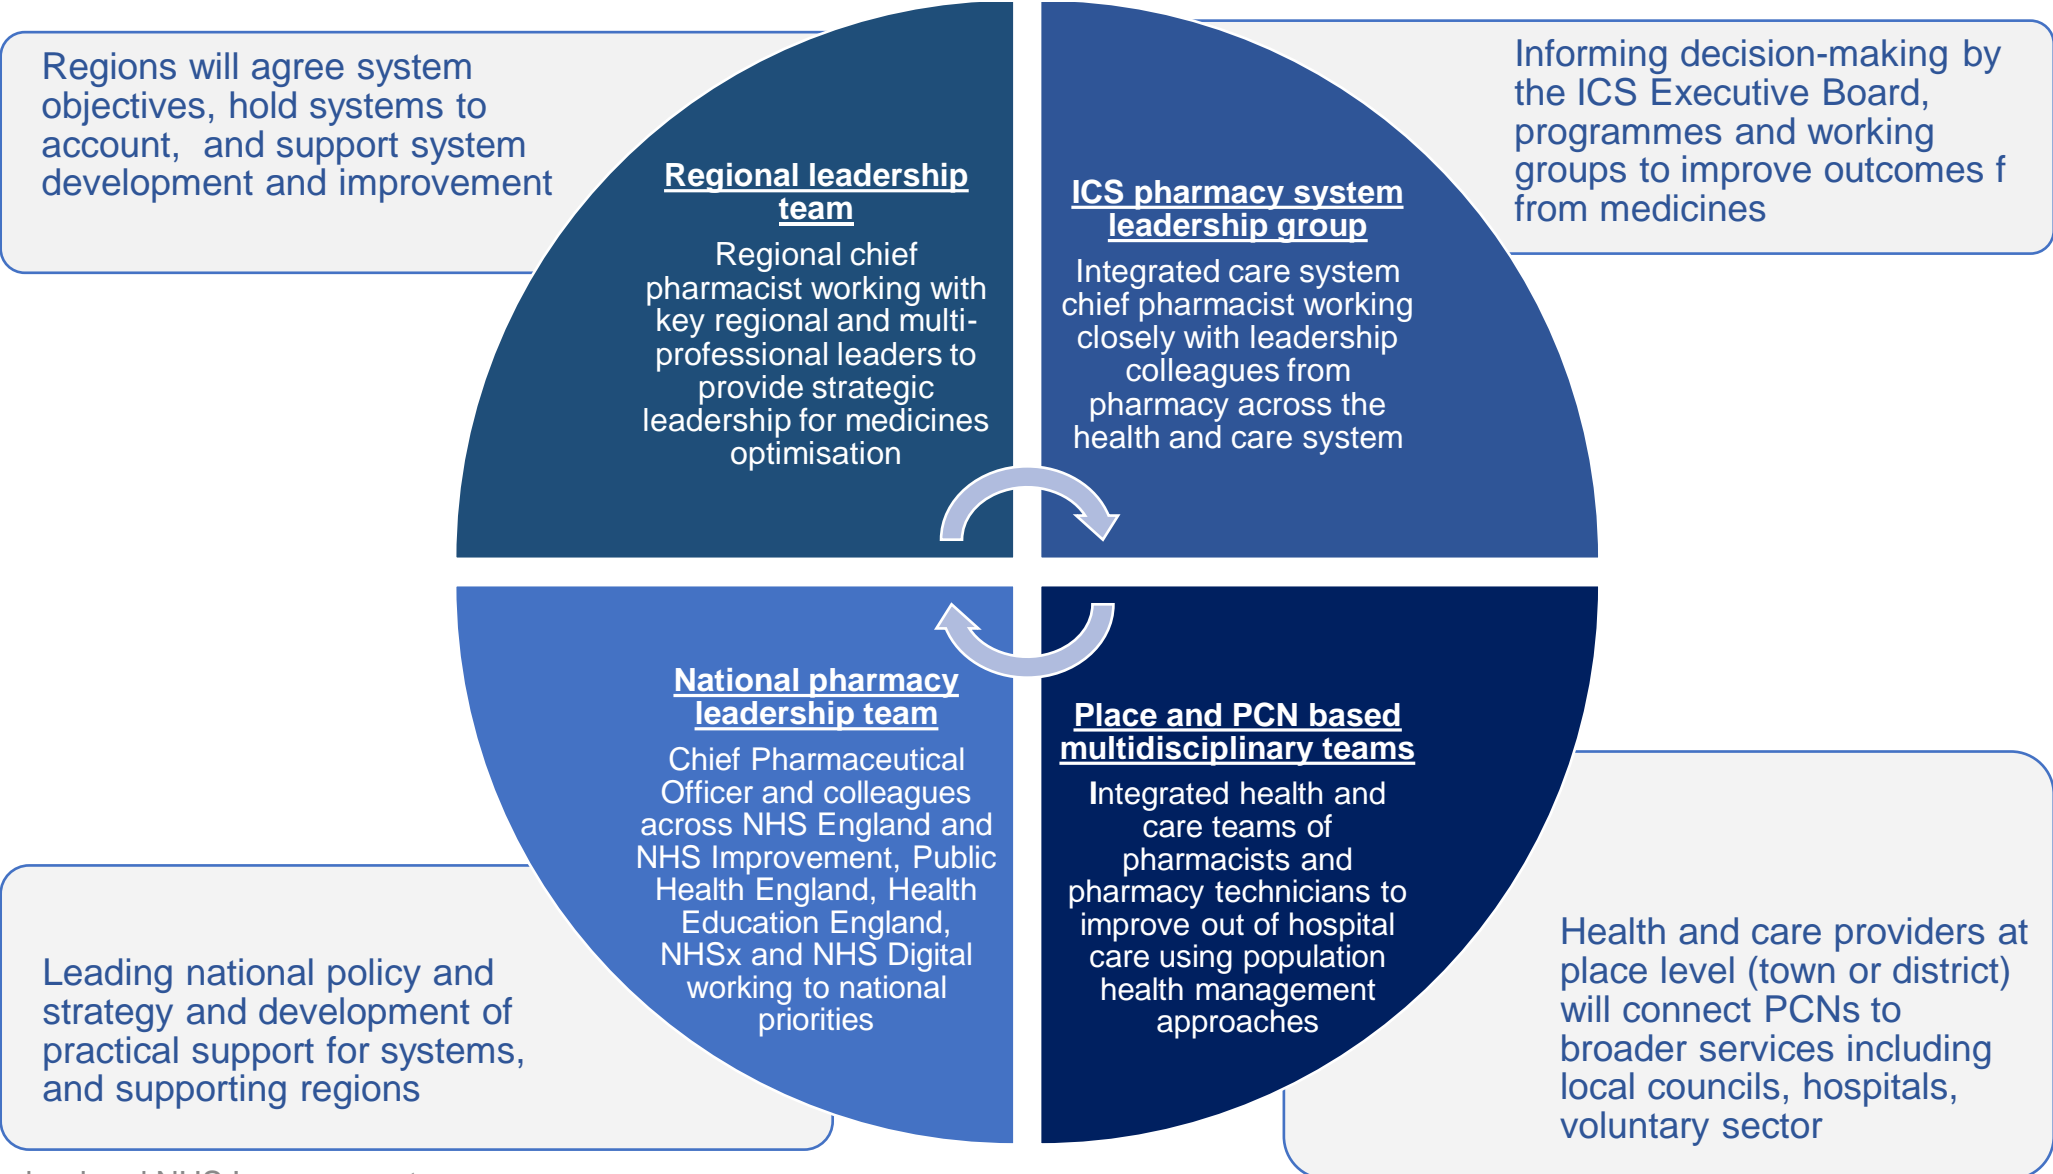 Regions will agree system
objectives, hold systems to
account,  and support system
development and improvement
Regional leadership
team
Regional chief
pharmacist working with
key regional and multi-
professional leaders to
provide strategic
leadership for medicines
optimisation
ICS pharmacy system
leadership group
Integrated care system
chief pharmacist working
closely with leadership
colleagues from
pharmacy across the
health and care system
Informing decision-making by
the ICS Executive Board,
programmes and working
groups to improve outcomes f
from medicines
Leading national policy and
strategy and development of
practical support for systems,
and supporting regions
National pharmacy
leadership team
Chief Pharmaceutical
Officer and colleagues
across NHS England and
NHS Improvement, Public
Health England, Health
Education England,
NHSx and NHS Digital
working to national
priorities
Place and PCN based
multidisciplinary teams
Integrated health and
care teams of
pharmacists and
pharmacy technicians to
improve out of hospital
care using population
health management
approaches
Health and care providers at
place level (town or district)
will connect PCNs to
broader services including
local councils, hospitals,
voluntary sector